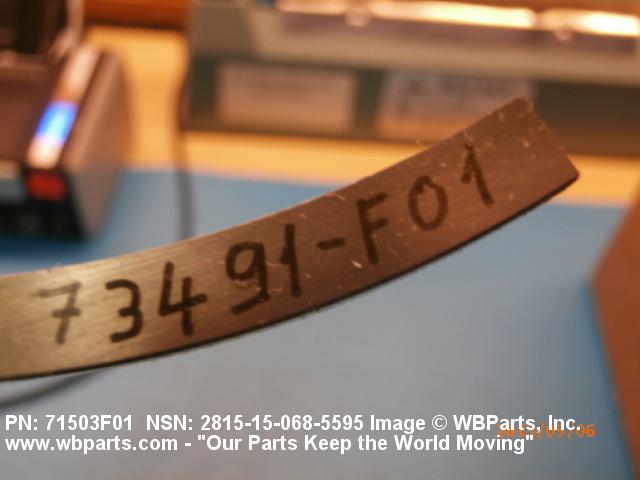 73491-F01
PN: 71503F01 NSN: 2815-15-068-5595 Image © WBParts, Inc.
www.wbparts.com - "Our Parts Keep the World Moving"